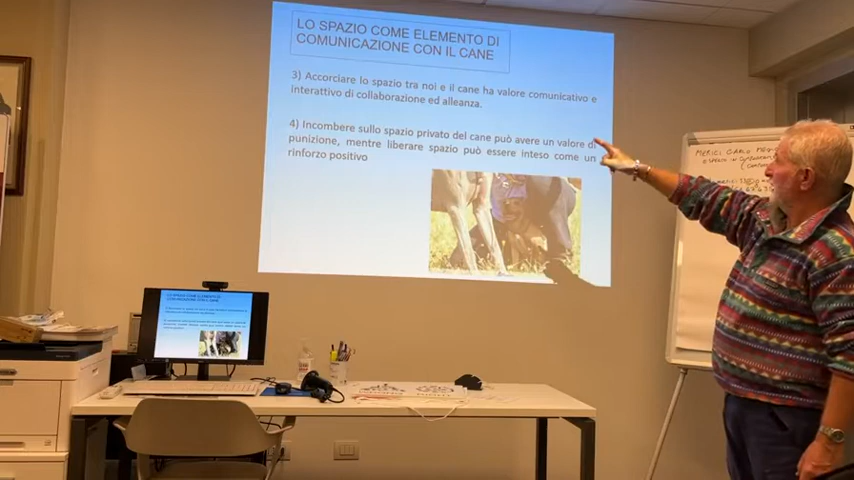 LO SPAZIO COME ELEMENTO DI
COMUNICAZIONE CON IL CANE
3) Accorciare lo spazio tra noi e il cane ha valore comunicativo e
interattivo di collaborazione ed alleanza.
4) Incombere sullo spazio privato del cane può avere un valore di
punizione, mentre liberare spazio può essere inteso come un
rinforzo positivo
MERICI CARLO